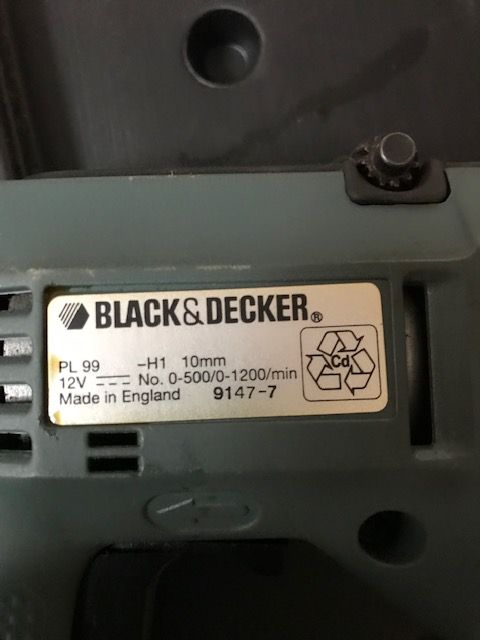 BLACK&DECKER®
PL 99 -H1 10mm
12V ⎓ No. 0-500/0-1200/min
Made in England 9147-7
Cd